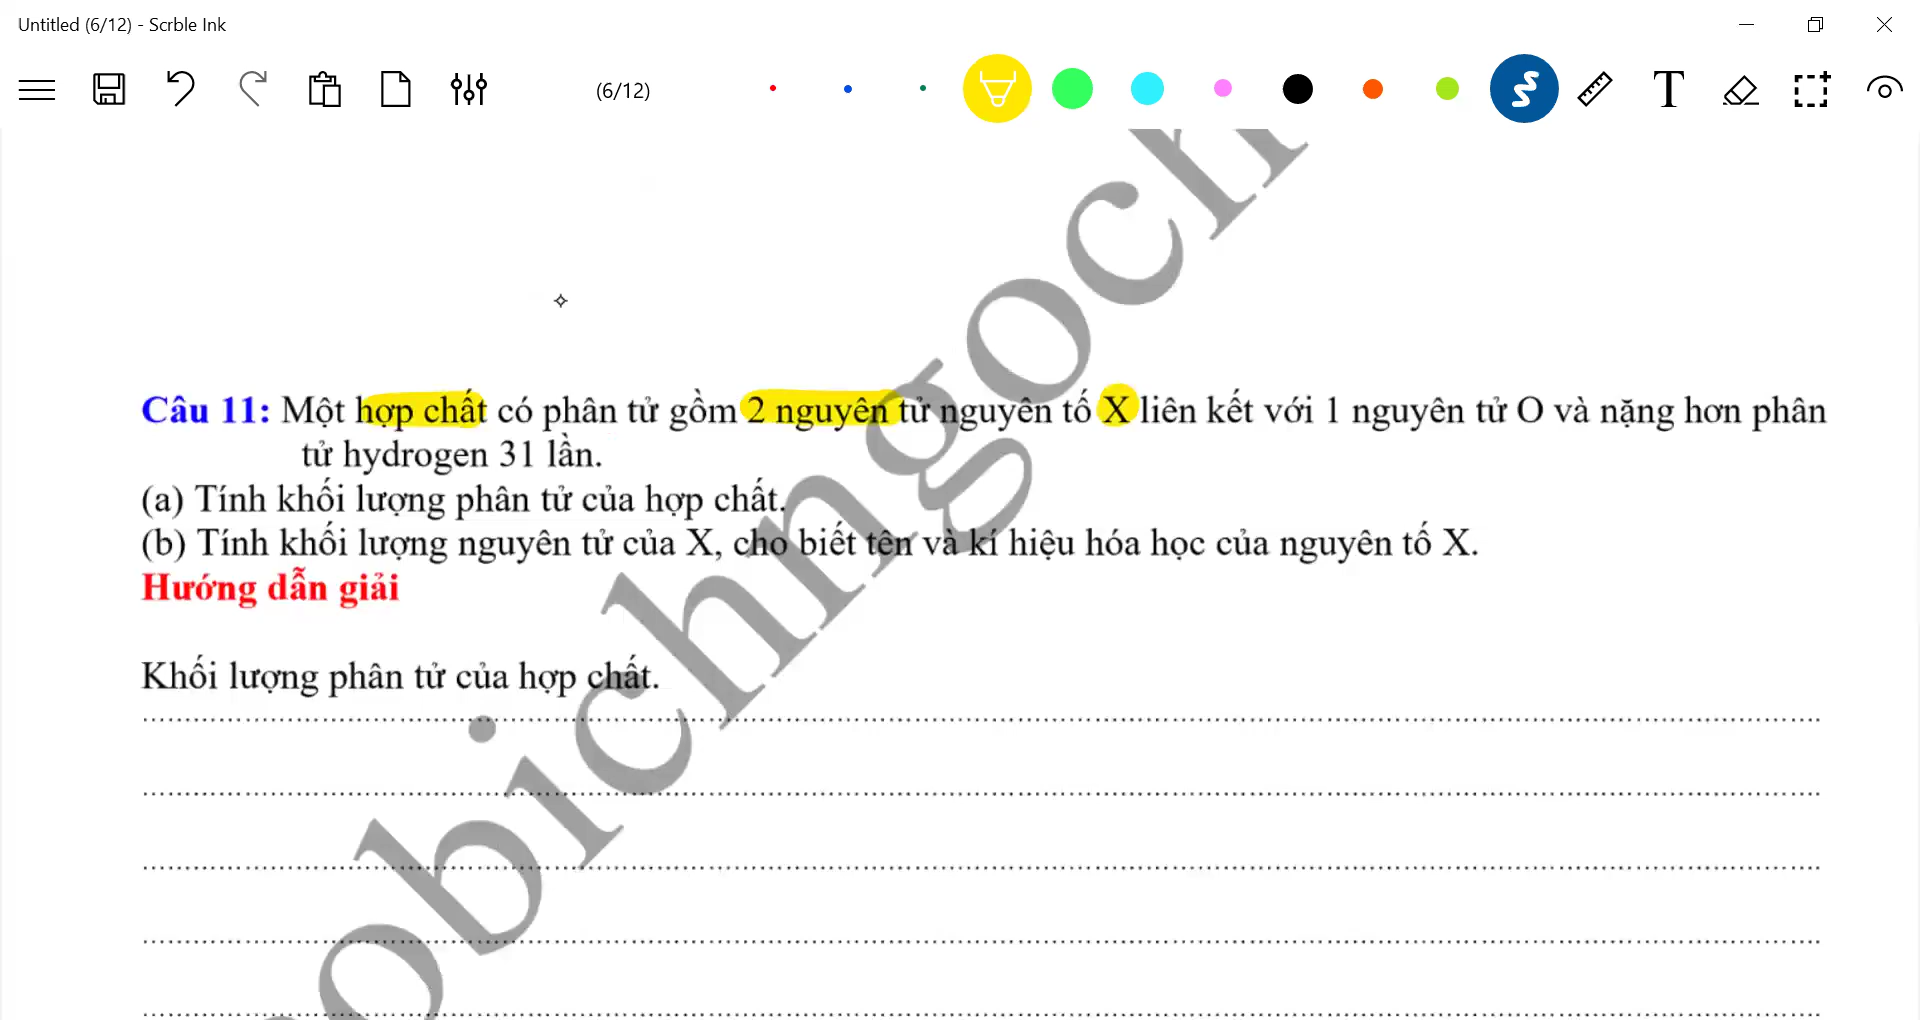 Untitled (6/12) - Scrble Ink
(6/12)
T
Câu 11: Một hợp chất có phân tử gồm 2 nguyên tử nguyên tố X liên kết với 1 nguyên tử O và nặng hơn phân
tử hydrogen 31 lần.
(a) Tính khối lượng phân tử của hợp chất.
(b) Tính khối lượng nguyên tử của X, cho biết tên và kí hiệu hóa học của nguyên tố X.
Hướng dẫn giải
Khối lượng phân tử của hợp chất.
obichngoch